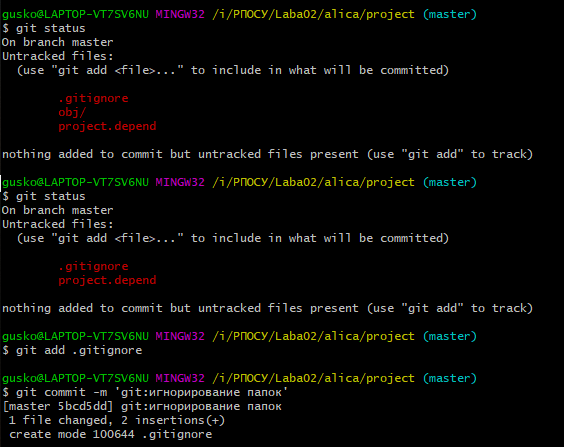 gusko@LAPTOP-VT7SV6NU MINGW32 /i/РПОСУ/Laba02/alica/project (master)
$ git status
On branch master
Untracked files:
  (use "git add <file>..." to include in what will be committed)
        .gitignore
        obj/
        project.depend
nothing added to commit but untracked files present (use "git add" to track)
gusko@LAPTOP-VT7SV6NU MINGW32 /i/РПОСУ/Laba02/alica/project (master)
$ git status
On branch master
Untracked files:
  (use "git add <file>..." to include in what will be committed)
        .gitignore
        project.depend
nothing added to commit but untracked files present (use "git add" to track)
gusko@LAPTOP-VT7SV6NU MINGW32 /i/РПОСУ/Laba02/alica/project (master)
$ git add .gitignore
gusko@LAPTOP-VT7SV6NU MINGW32 /i/РПОСУ/Laba02/alica/project (master)
$ git commit -m 'git:игнорирование папок'
[master 5bcd5dd] git:игнорирование папок
 1 file changed, 2 insertions(+)
 create mode 100644 .gitignore